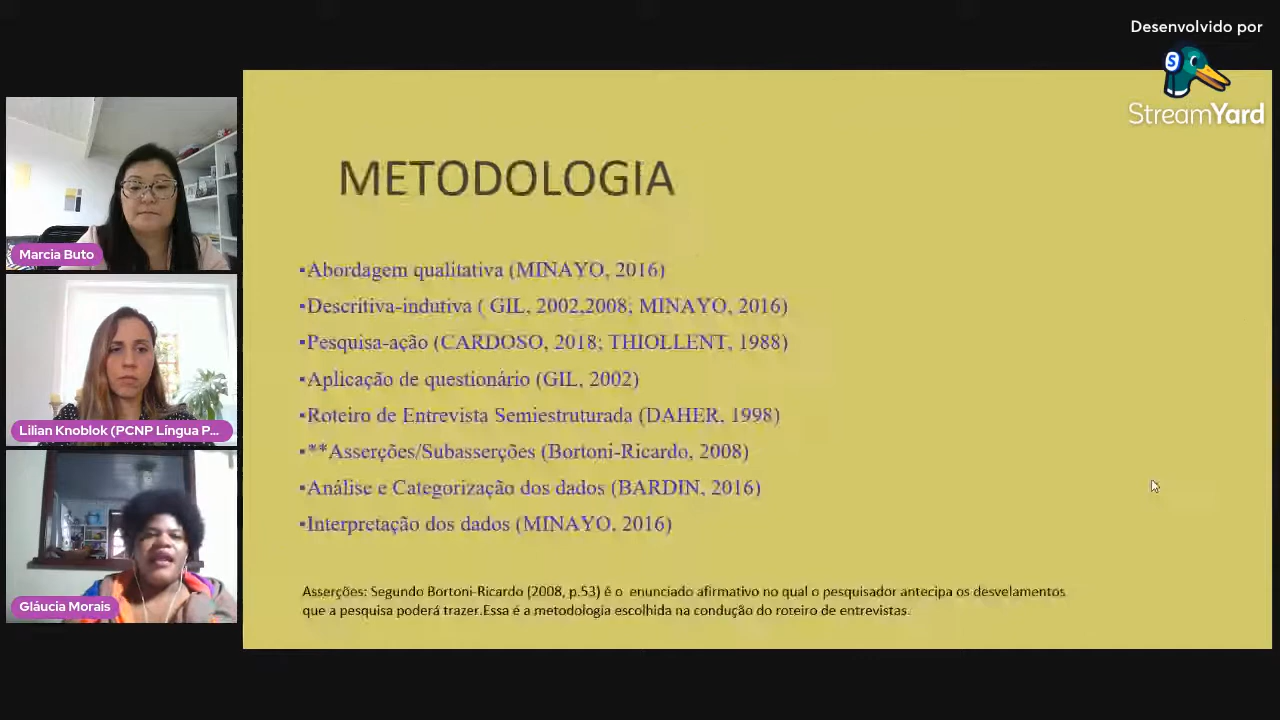 Desenvolvido por
StreamYard
METODOLOGIA
▪Abordagem qualitativa (MINAYO, 2016)
▪Descritiva-indutiva ( GIL, 2002,2008; MINAYO, 2016)
▪Pesquisa-ação (CARDOSO, 2018; THIOLLENT, 1988)
▪Aplicação de questionário (GIL, 2002)
▪Roteiro de Entrevista Semiestruturada (DAHER, 1998)
▪**Asserções/Subasserções (Bortoni-Ricardo, 2008)
▪Análise e Categorização dos dados (BARDIN, 2016)
▪Interpretação dos dados (MINAYO, 2016)
Asserções: Segundo Bortoni-Ricardo (2008, p.53) é o enunciado afirmativo no qual o pesquisador antecipa os desvelamentos
que a pesquisa poderá trazer.Essa é a metodologia escolhida na condução do roteiro de entrevistas.
Marcia Buto
Lilian Knoblok (PCNP Língua P...
Gláucia Morais